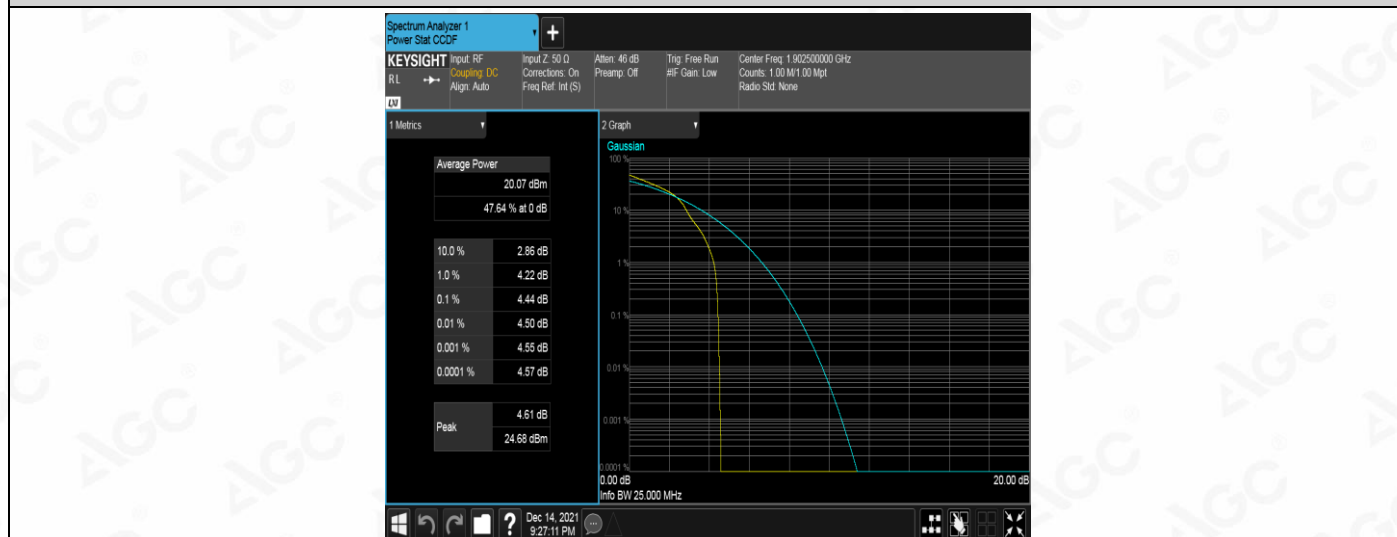 Spectrum Analyzer 1
Power Stat CCDF
KEYSIGHT
R L
LXI
Input: RF
Coupling: DC
Align: Auto
Input Z: 50 Ω
Corrections: On
Freq Ref: Int (S)
Atten: 46 dB
Preamp: Off
Trig: Free Run
#IF Gain: Low
Center Freq: 1.902500000 GHz
Counts: 1.00 M/1.00 Mpt
Radio Std: None
1 Metrics
Average Power
20.07 dBm
47.64 % at 0 dB
10.0 % 2.86 dB
1.0 % 4.22 dB
0.1 % 4.44 dB
0.01 % 4.50 dB
0.001 % 4.55 dB
0.0001 % 4.57 dB
Peak
4.61 dB
24.68 dBm
2 Graph
Gaussian
100 %
10 %
1 %
0.1 %
0.01 %
0.001 %
0.0001 %
0.00 dB 20.00 dB
Info BW 25.000 MHz
? Dec 14, 2021
9:27:11 PM
AGC